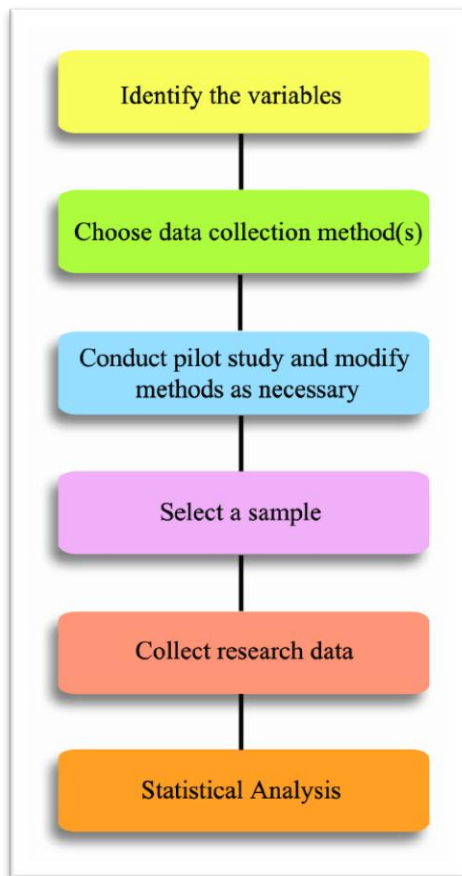 Identify the variables
Choose data collection method(s)
Conduct pilot study and modify
methods as necessary
Select a sample
Collect research data
Statistical Analysis